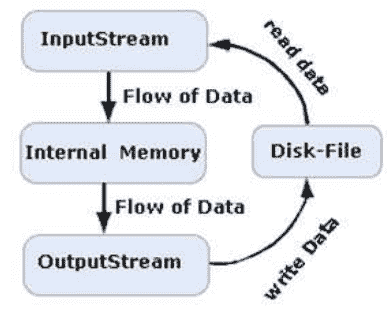 InputStream
read data
Flow of Data
Internal Memory
Disk-File
Flow of Data
OutputStream
write Data